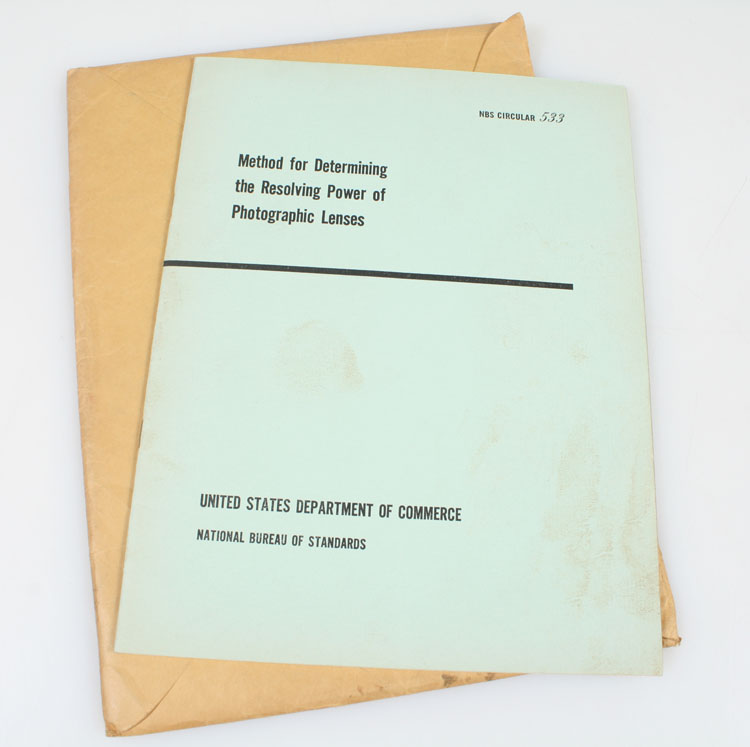 NBS CIRCULAR 533
Method for Determining
the Resolving Power of
Photographic Lenses
UNITED STATES DEPARTMENT OF COMMERCE
NATIONAL BUREAU OF STANDARDS